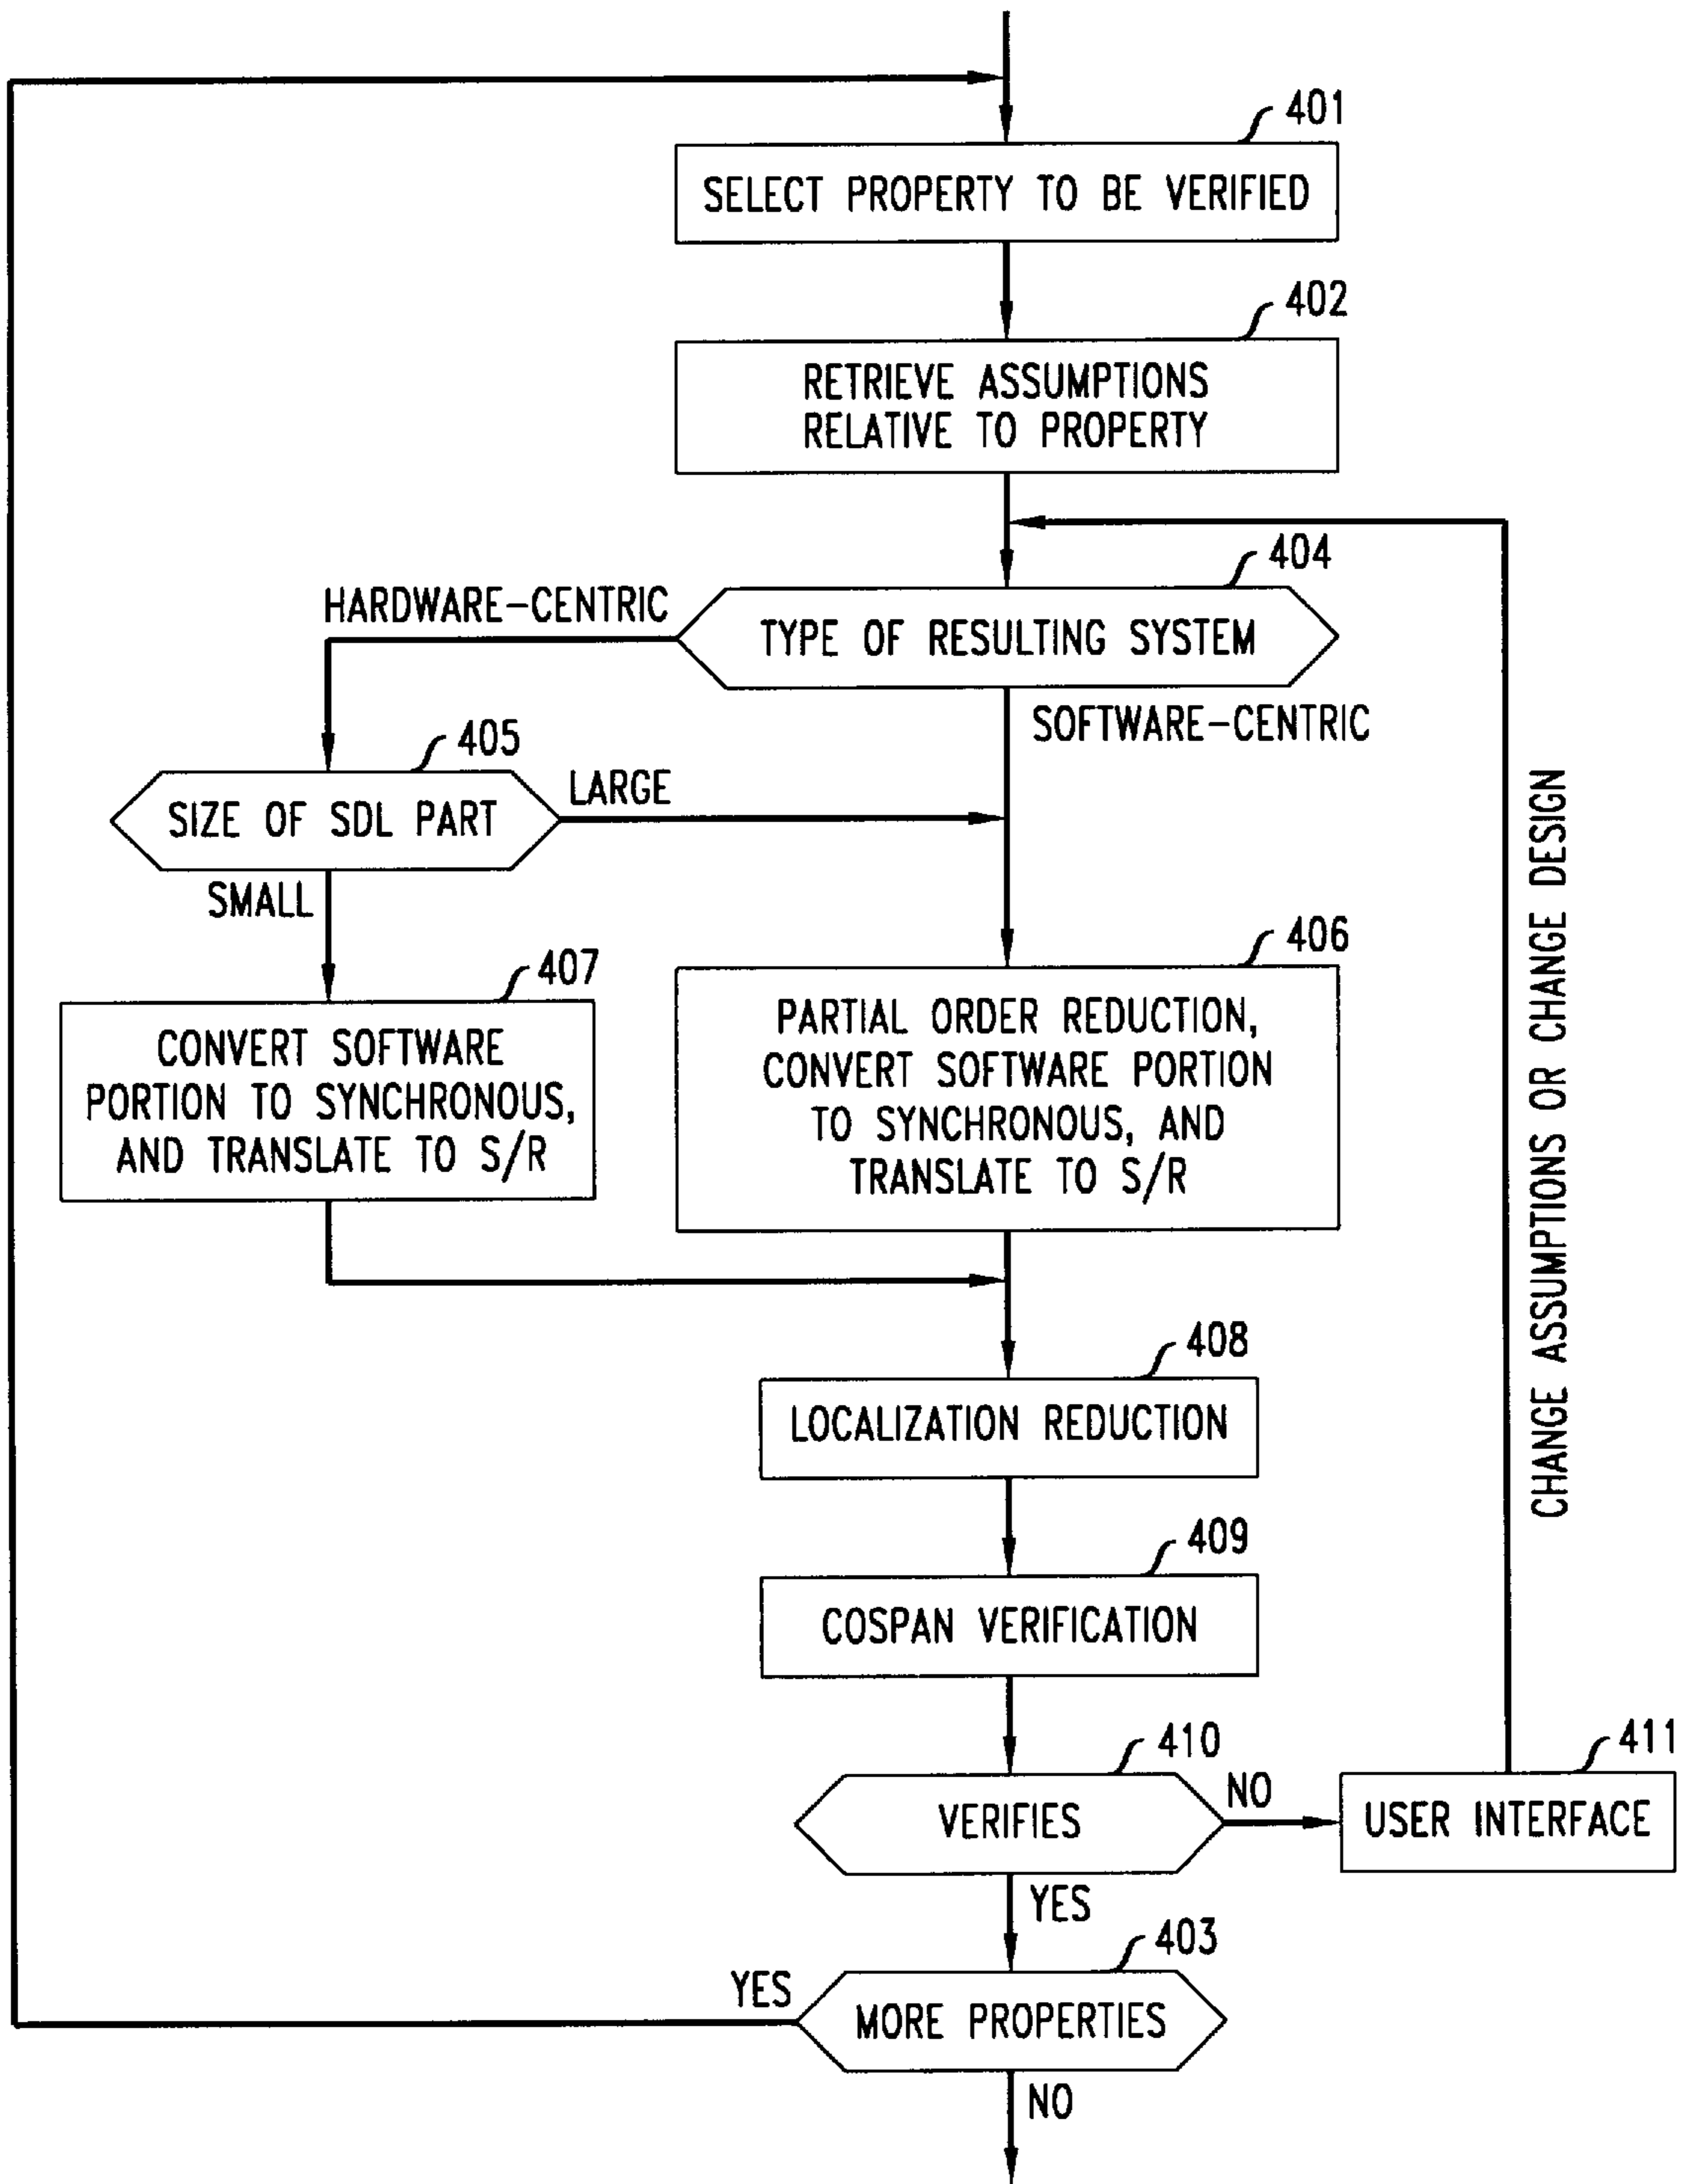 401
SELECT PROPERTY TO BE VERIFIED
402
RETRIEVE ASSUMPTIONS
RELATIVE TO PROPERTY
404
HARDWARE-CENTRIC
TYPE OF RESULTING SYSTEM
SOFTWARE-CENTRIC
405
SIZE OF SDL PART
LARGE
SMALL
407
CONVERT SOFTWARE
PORTION TO SYNCHRONOUS,
AND TRANSLATE TO S/R
406
PARTIAL ORDER REDUCTION,
CONVERT SOFTWARE PORTION
TO SYNCHRONOUS, AND
TRANSLATE TO S/R
CHANGE ASSUMPTIONS OR CHANGE DESIGN
408
LOCALIZATION REDUCTION
409
COSPAN VERIFICATION
410
VERIFIES
NO
411
USER INTERFACE
YES
403
YES
MORE PROPERTIES
NO